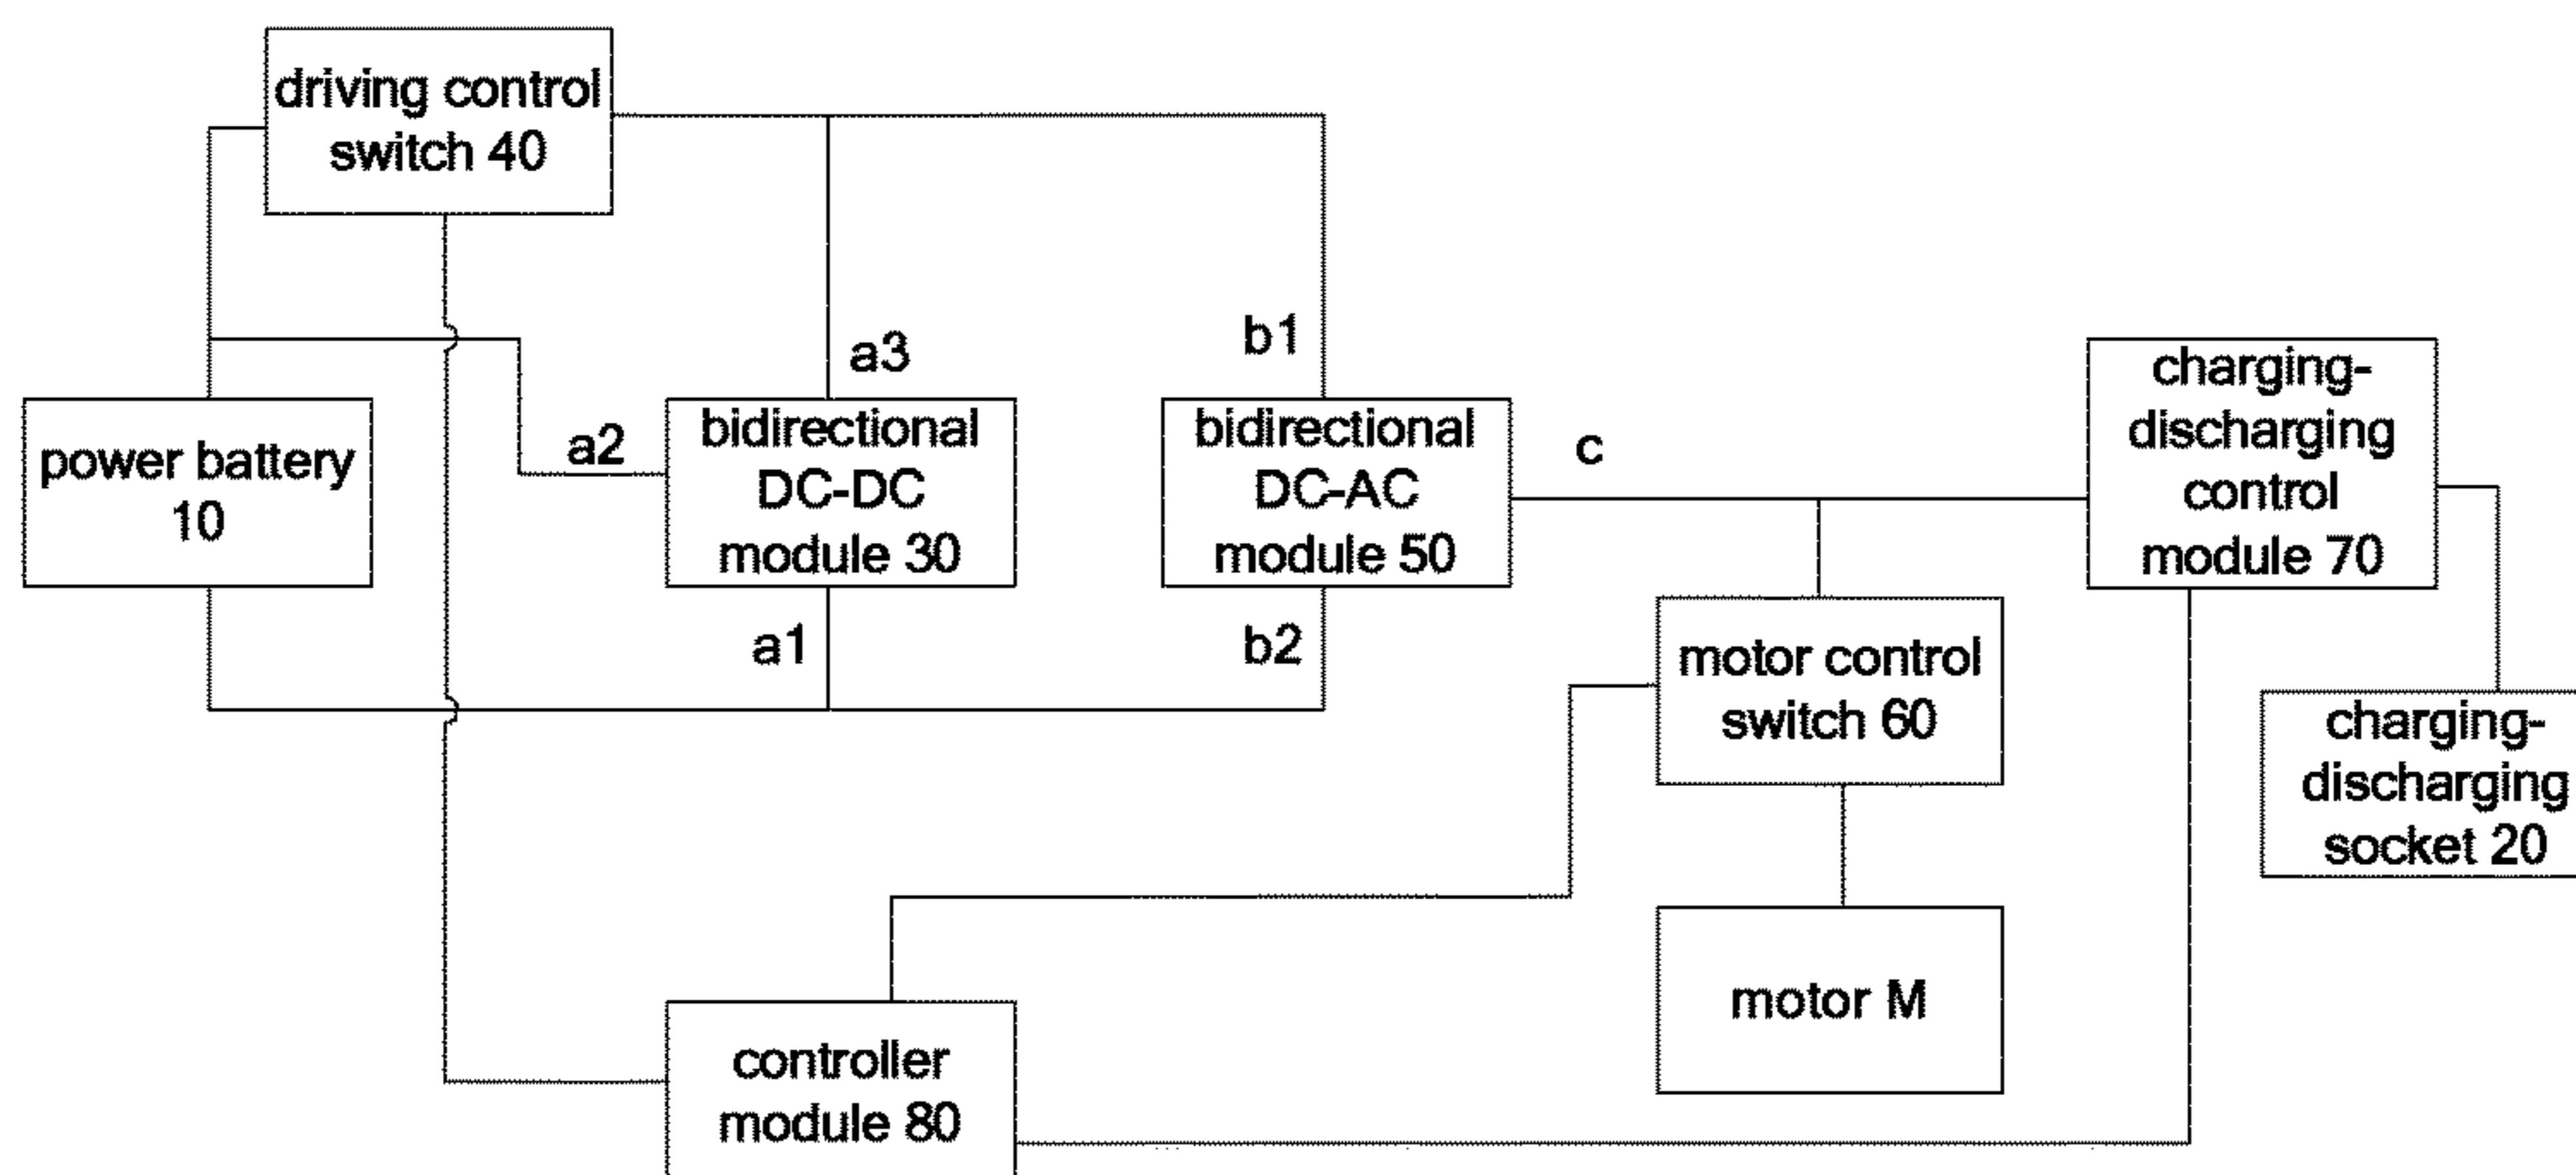 driving control
switch 40
a3
b1
power battery
10
a2
bidirectional
DC-DC
module 30
bidirectional
DC-AC
module 50
c
charging-
discharging
control
module 70
a1
b2
motor control
switch 60
charging-
discharging
socket 20
motor M
controller
module 80